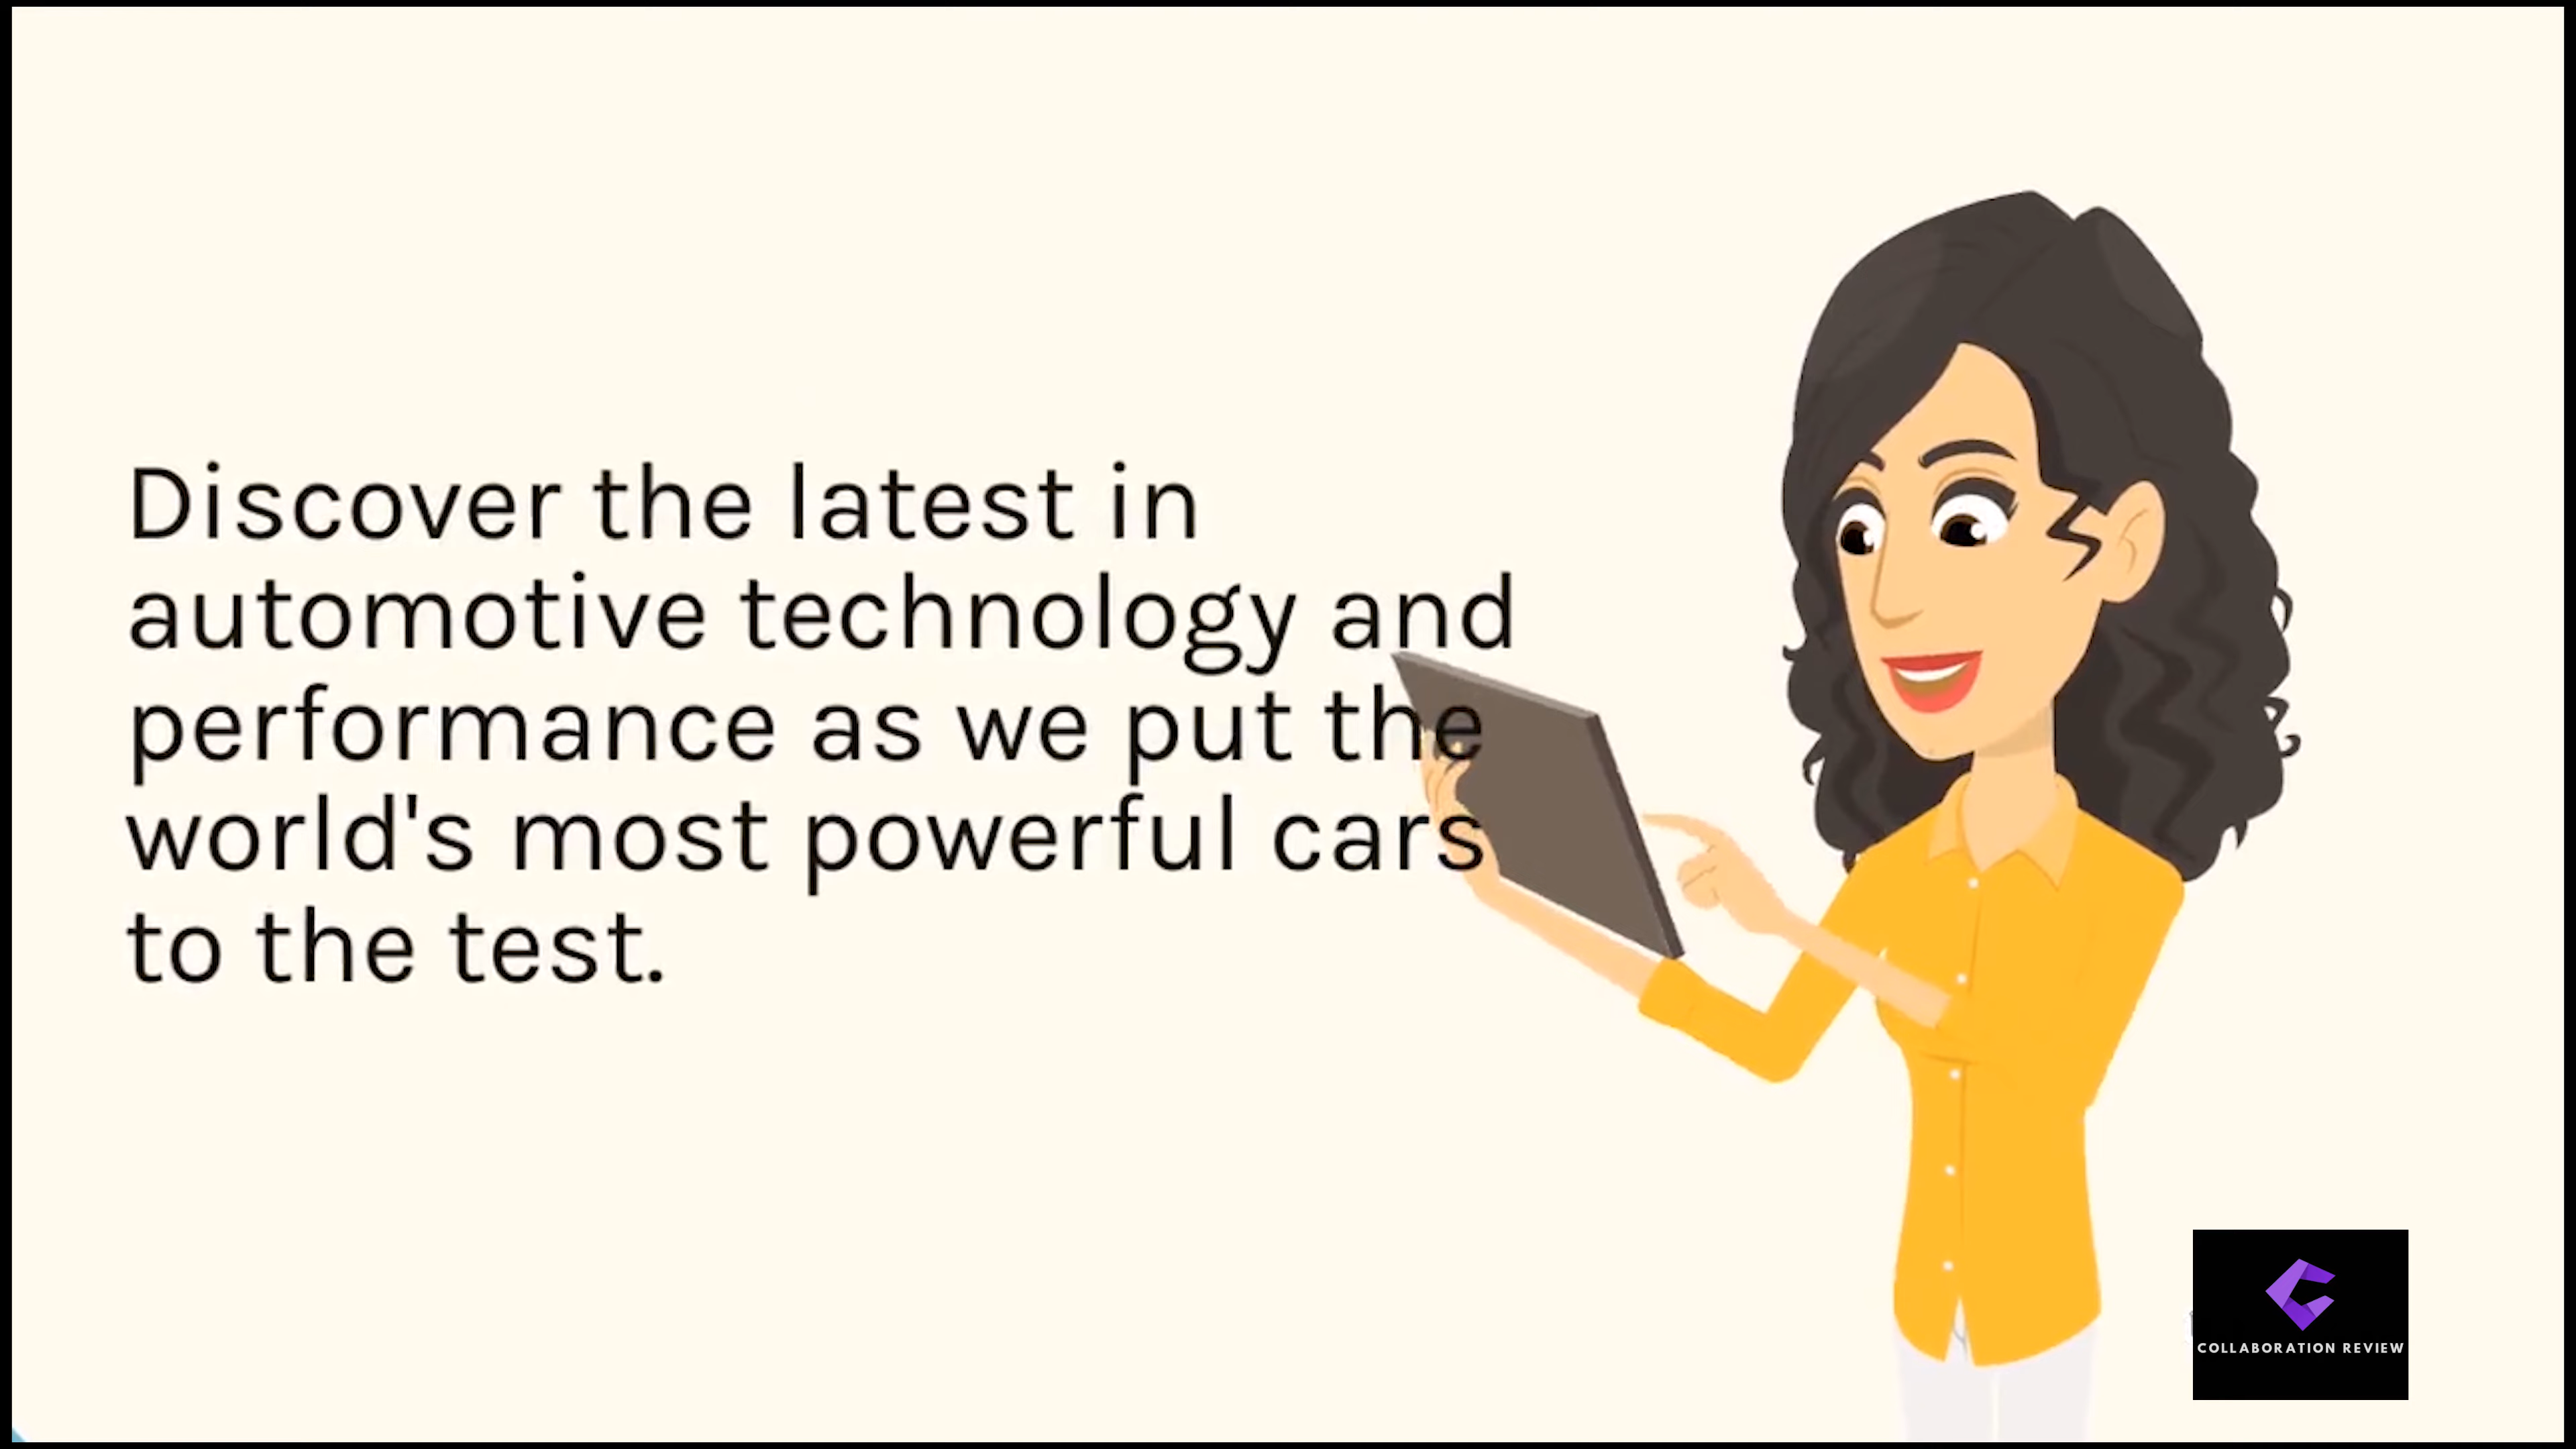 Discover the latest in
automotive technology and
performance as we put the
world's most powerful cars
to the test.
COLLABORATION REVIEW